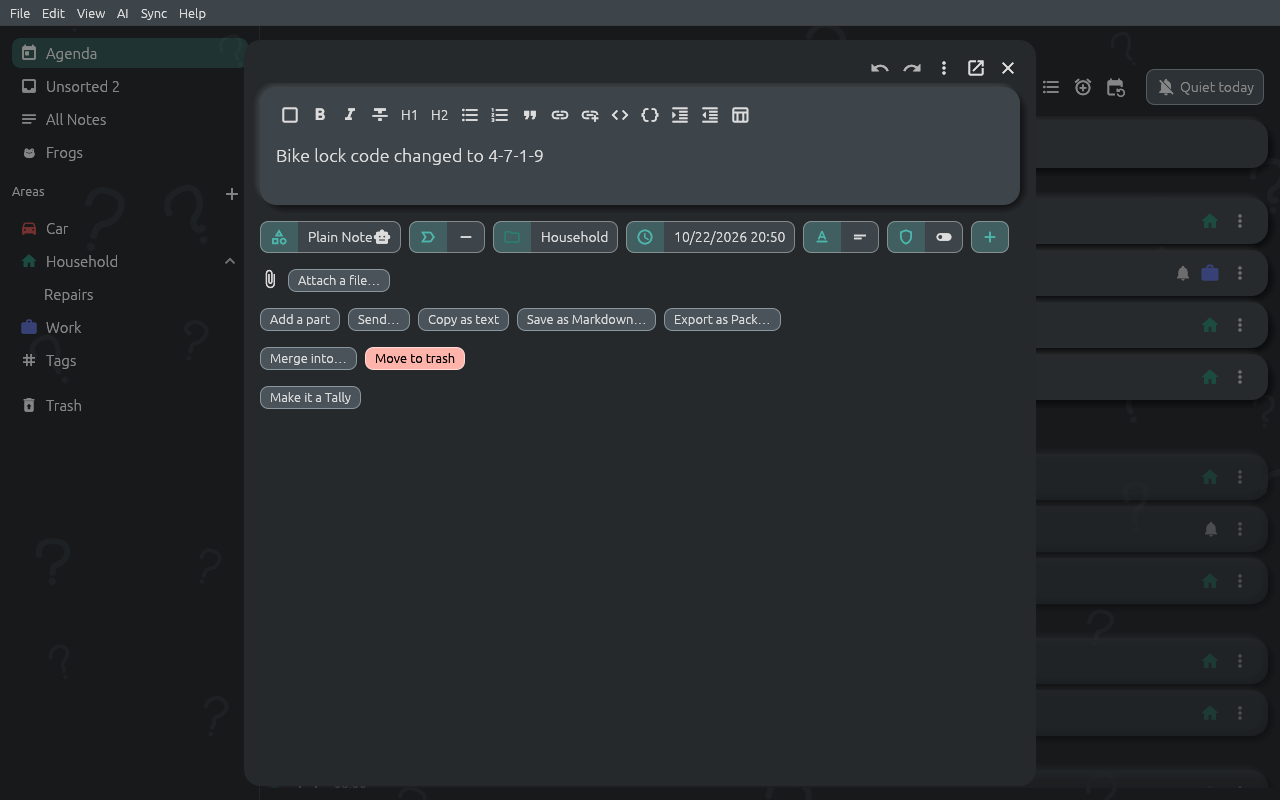 File Edit View AI Sync Help
Agenda
Unsorted 2
All Notes
Frogs
Areas
Car
Household
Repairs
Work
Tags
Trash
Quiet today
H1 H2
Bike lock code changed to 4-7-1-9
Plain Note
Household
10/22/2026 20:50
Attach a file…
Add a part
Send…
Copy as text
Save as Markdown…
Export as Pack…
Merge into…
Move to trash
Make it a Tally